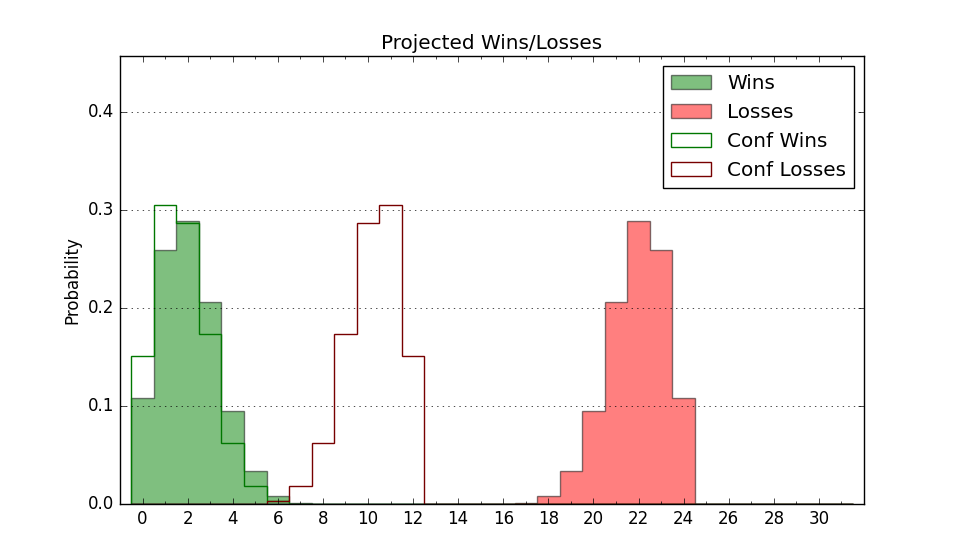 Projected Wins/Losses
Wins
Losses
Conf Wins
Conf Losses
Probability
0.4
0.3
0.2
0.1
0.0
0 2 4 6 8 10 12 14 16 18 20 22 24 26 28 30